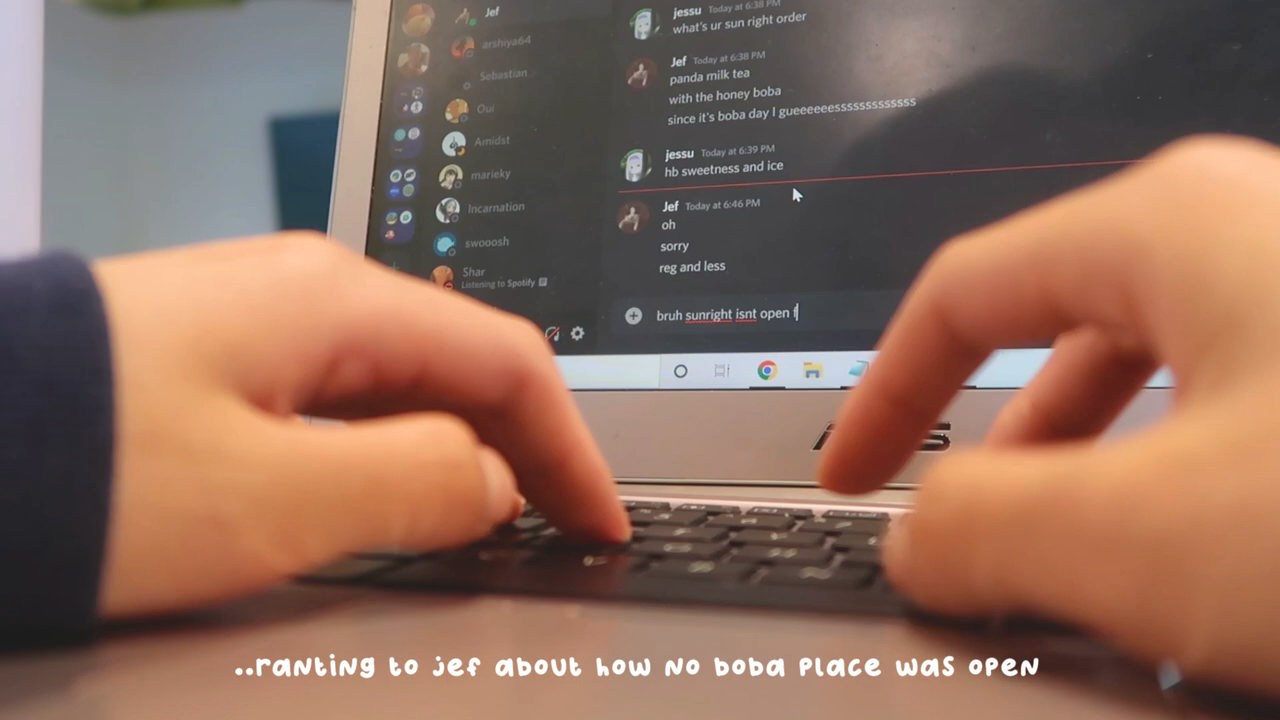 Jef
arshiya64
Sebastian
Oui
Amidst
marieky
Incarnation
swooosh
Shar
Listening to Spotify
jessu Today at 6:38 PM
what's ur sun right order
Jef Today at 6:38 PM
panda milk tea
with the honey boba
since it's boba day I gueeeeeesssssssssssss
jessu Today at 6:39 PM
hb sweetness and ice
Jef Today at 6:46 PM
oh
sorry
reg and less
bruh sunright isnt open f
..ranting to jef about how no boba place was open